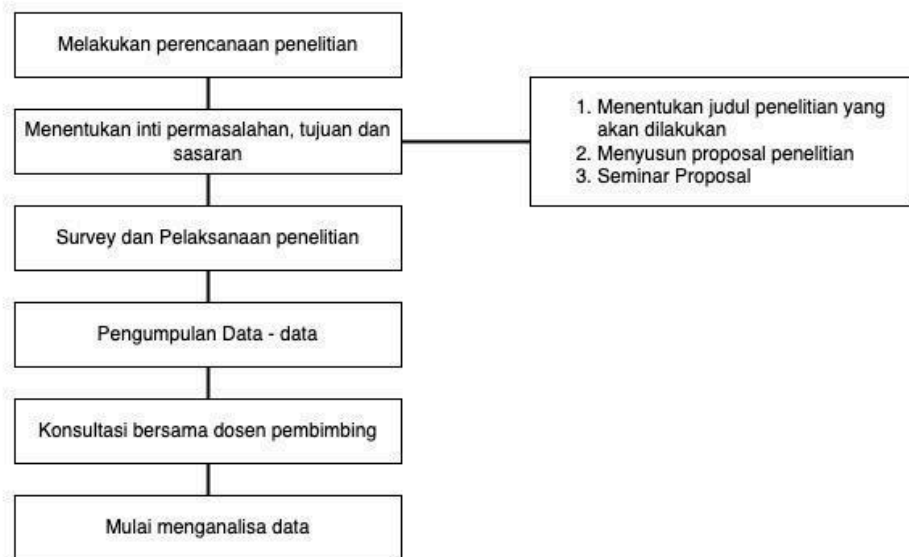 Melakukan perencanaan penelitian
Menentukan inti permasalahan, tujuan dan
sasaran
1. Menentukan judul penelitian yang
akan dilakukan
2. Menyusun proposal penelitian
3. Seminar Proposal
Survey dan Pelaksanaan penelitian
Pengumpulan Data - data
Konsultasi bersama dosen pembimbing
Mulai menganalisa data